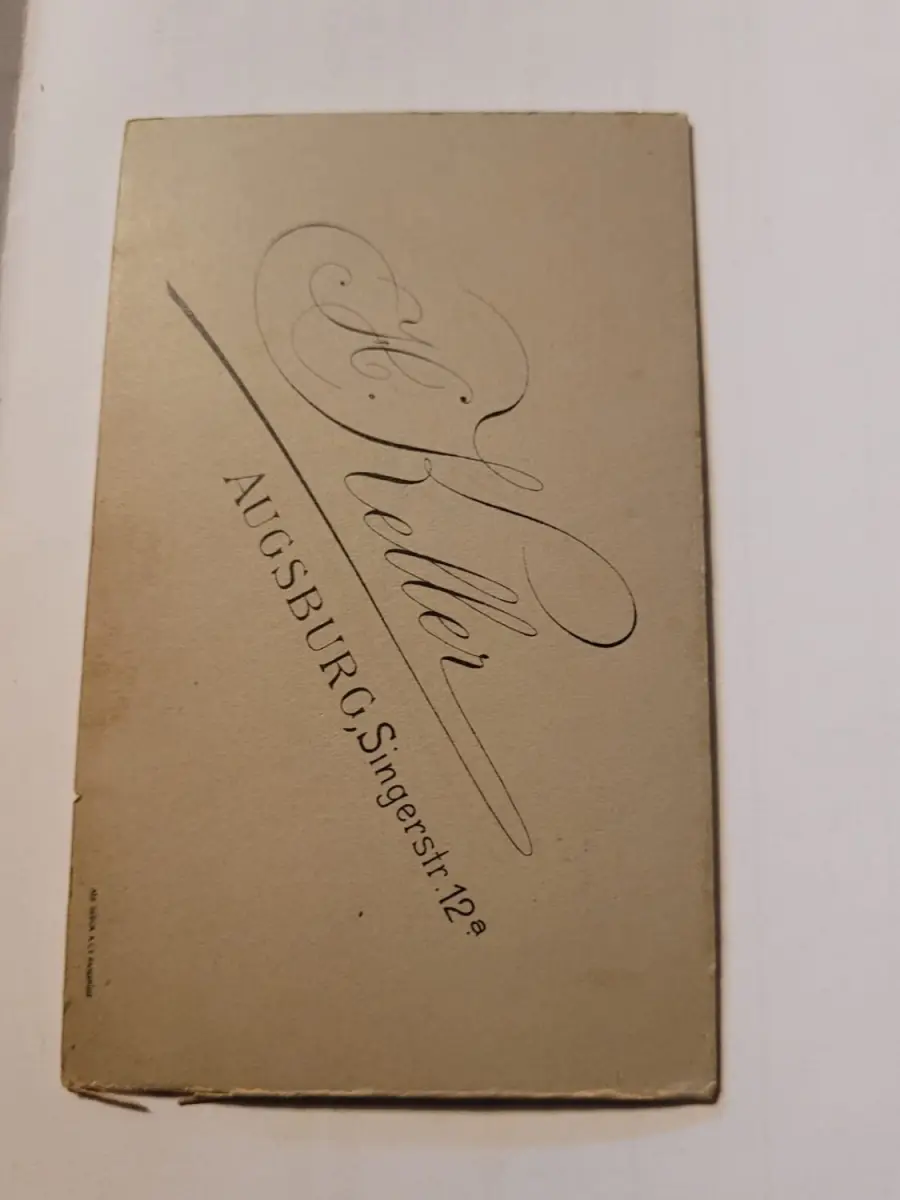 H. Keller
AUGSBURG, Singerstr. 12a.